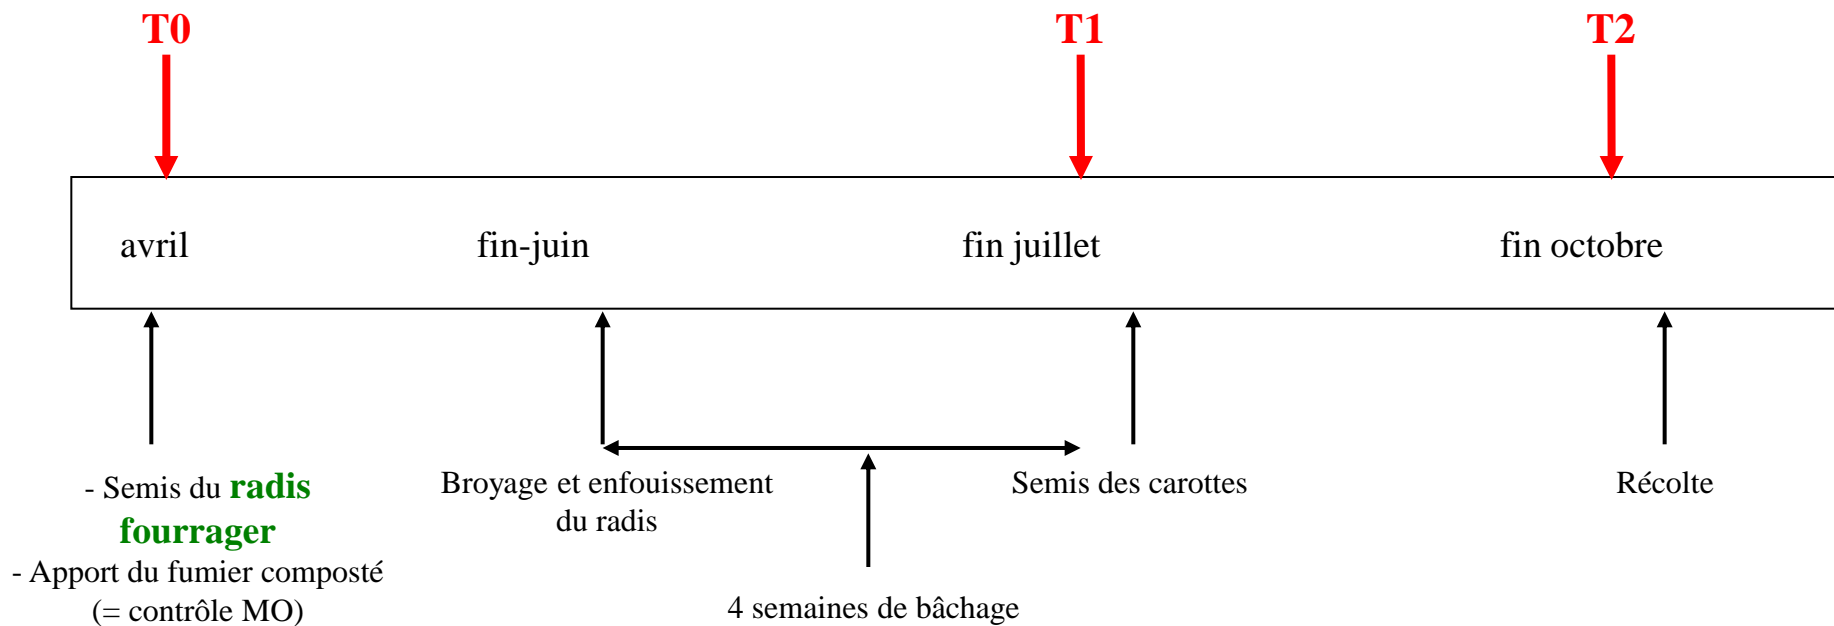 T0
T1
T2
avril
fin-juin
fin juillet
fin octobre
- Semis du radis
fourrager
- Apport du fumier composté
(= contrôle MO)
Broyage et enfouissement
du radis
4 semaines de bâchage
Semis des carottes
Récolte